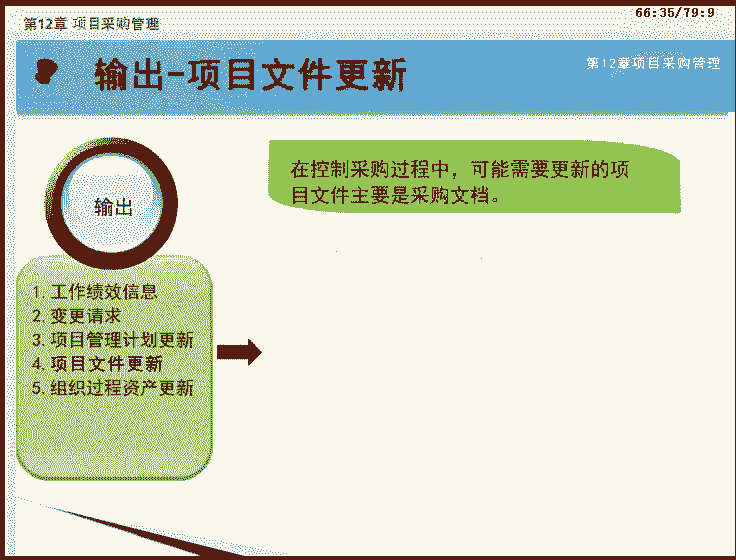 第12章 项目采购管理
66:35/79:9
输出-项目文件更新
第12章项目采购管理
输出
在控制采购过程中，可能需要更新的项
目文件主要是采购文档。
1.工作绩效信息
2.变更请求
3.项目管理计划更新
4.项目文件更新
5.组织过程资产更新